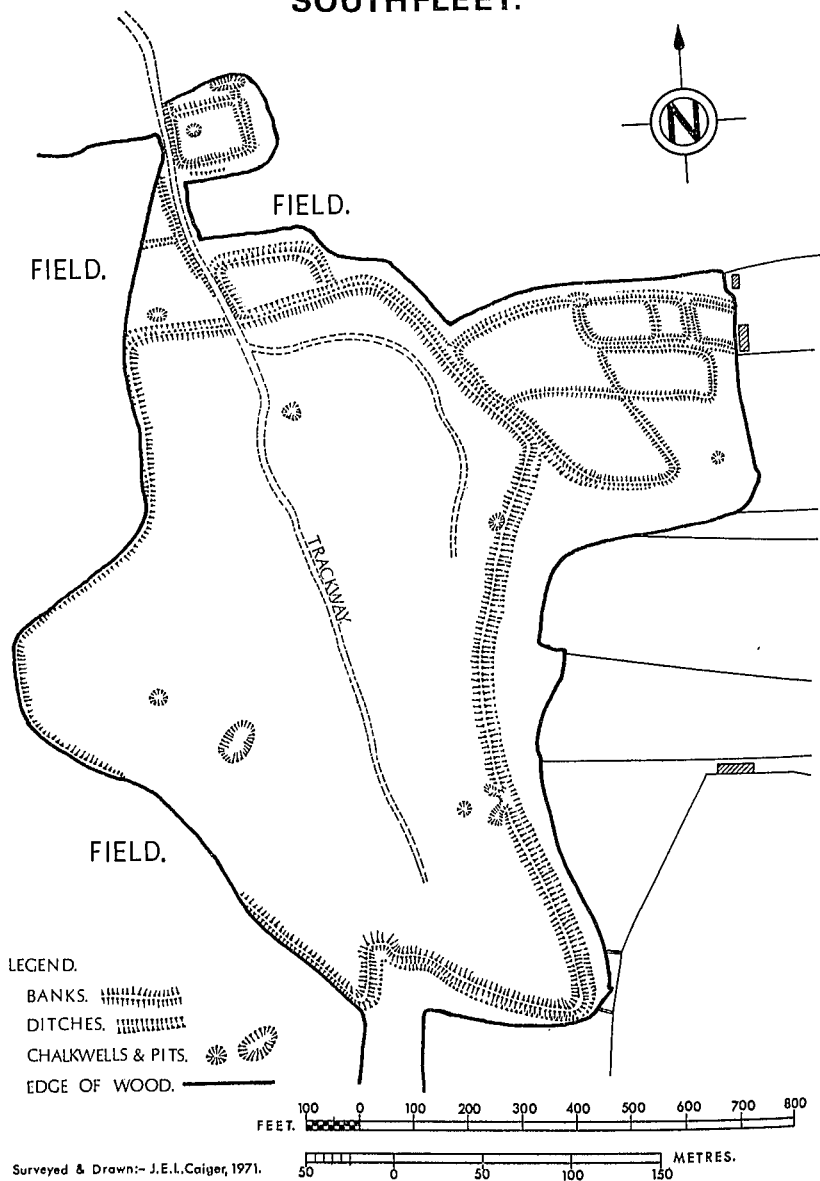 SOUTHFLEET.
N
FIELD.
FIELD.
TRACKWAY.
FIELD.
LEGEND.
BANKS.
DITCHES.
CHALKWELLS & PITS.
EDGE OF WOOD.
100 0 100 200 300 400 500 600 700 800
FEET.
METRES.
50 0 50 100 150
Surveyed & Drawn:- J.E.L.Caiger, 1971.